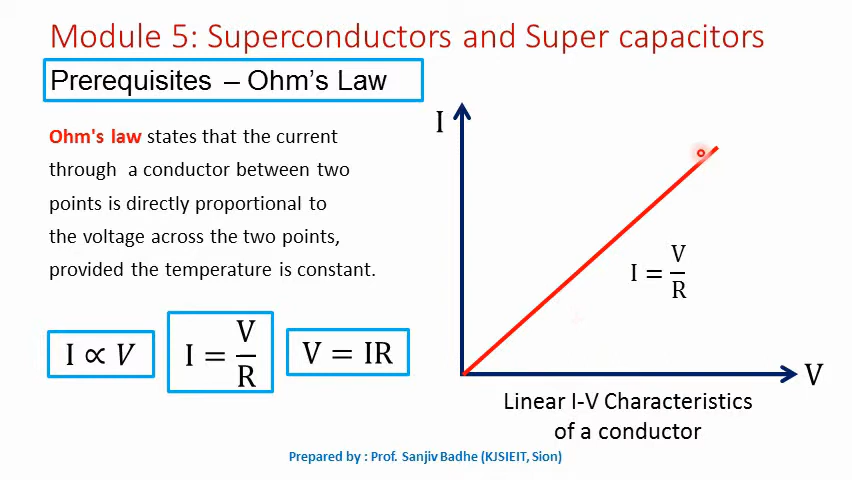 Module 5: Superconductors and Super capacitors
Prerequisites – Ohm's Law
Ohm's law states that the current
through a conductor between two
points is directly proportional to
the voltage across the two points,
provided the temperature is constant.
I ∝ V
I = V/R
V = IR
I
I = V/R
V
Linear I-V Characteristics
of a conductor
Prepared by : Prof. Sanjiv Badhe (KJSIEIT, Sion)